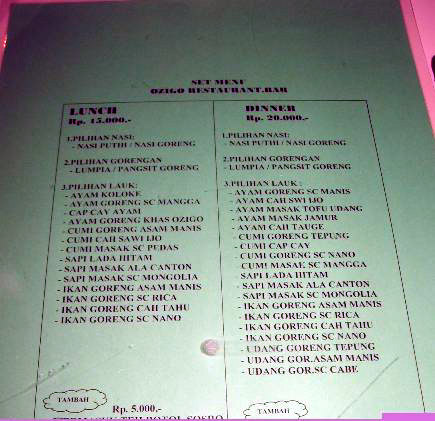 SET MENU
OZIGO RESTAURANT.BAR
LUNCH
Rp. 15.000.-
1.PILIHAN NASI:
- NASI PUTIH / NASI GORENG
2.PILIHAN GORENGAN
- LUMPIA / PANGSIT GORENG
3.PILIHAN LAUK:
- AYAM KOLOKE
- AYAM GORENG SC MANGGA
- CAP CAY AYAM
- AYAM GORENG KHAS OZIGO
- CUMI GORENG ASAM MANIS
- CUMI CAH SAWI IJO
- CUMI MASAK SC PEDAS
- SAPI LADA HITAM
- SAPI MASAK ALA CANTON
- SAPI MASAK SC MONGOLIA
- IKAN GORENG ASAM MANIS
- IKAN GORENG SC RICA
- IKAN GORENG CAH TAHU
- IKAN GORENG SC NANO
TAMBAH
Rp. 5.000,-
TEH BOTOL SOSRO
DINNER
Rp. 20.000.-
1.PILIHAN NASI:
- NASI PUTIH / NASI GORENG
2.PILIHAN GORENGAN
- LUMPIA / PANGSIT GORENG
3.PILIHAN LAUK :
- AYAM GORENG SC MANIS
- AYAM CAH SWI IJO
- AYAM MASAK TOFU UDANG
- AYAM MASAK JAMUR
- AYAM CAH TAUGE
- CUMI GORENG TEPUNG
- CUMI CAP CAY
- CUMI GORENG SC NANO
- CUMI MASAK SC MANGGA
- SAPI LADA HITAM
- SAPI MASAK ALA CANTON
- SAPI MASAK SC MONGOLIA
- IKAN GORENG ASAM MANIS
- IKAN GORENG SC RICA
- IKAN GORENG CAH TAHU
- IKAN GORENG SC NANO
- UDANG GORENG TEPUNG
- UDANG GOR.ASAM MANIS
- UDANG GOR.SC CABE
TAMBAH